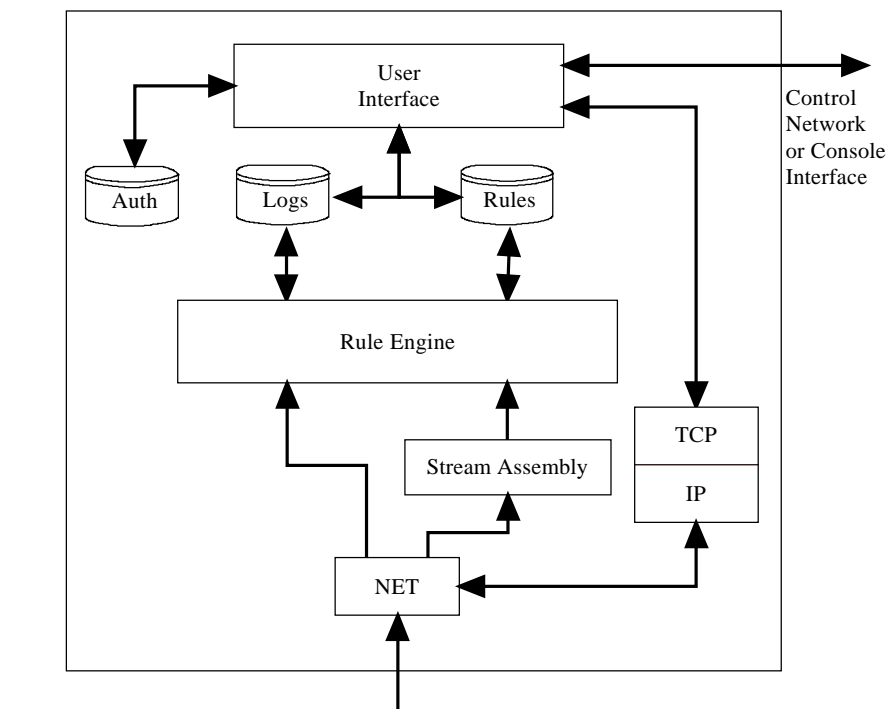 User
Interface
Control
Network
or Console
Interface
Auth
Logs
Rules
Rule Engine
TCP
Stream Assembly
IP
NET